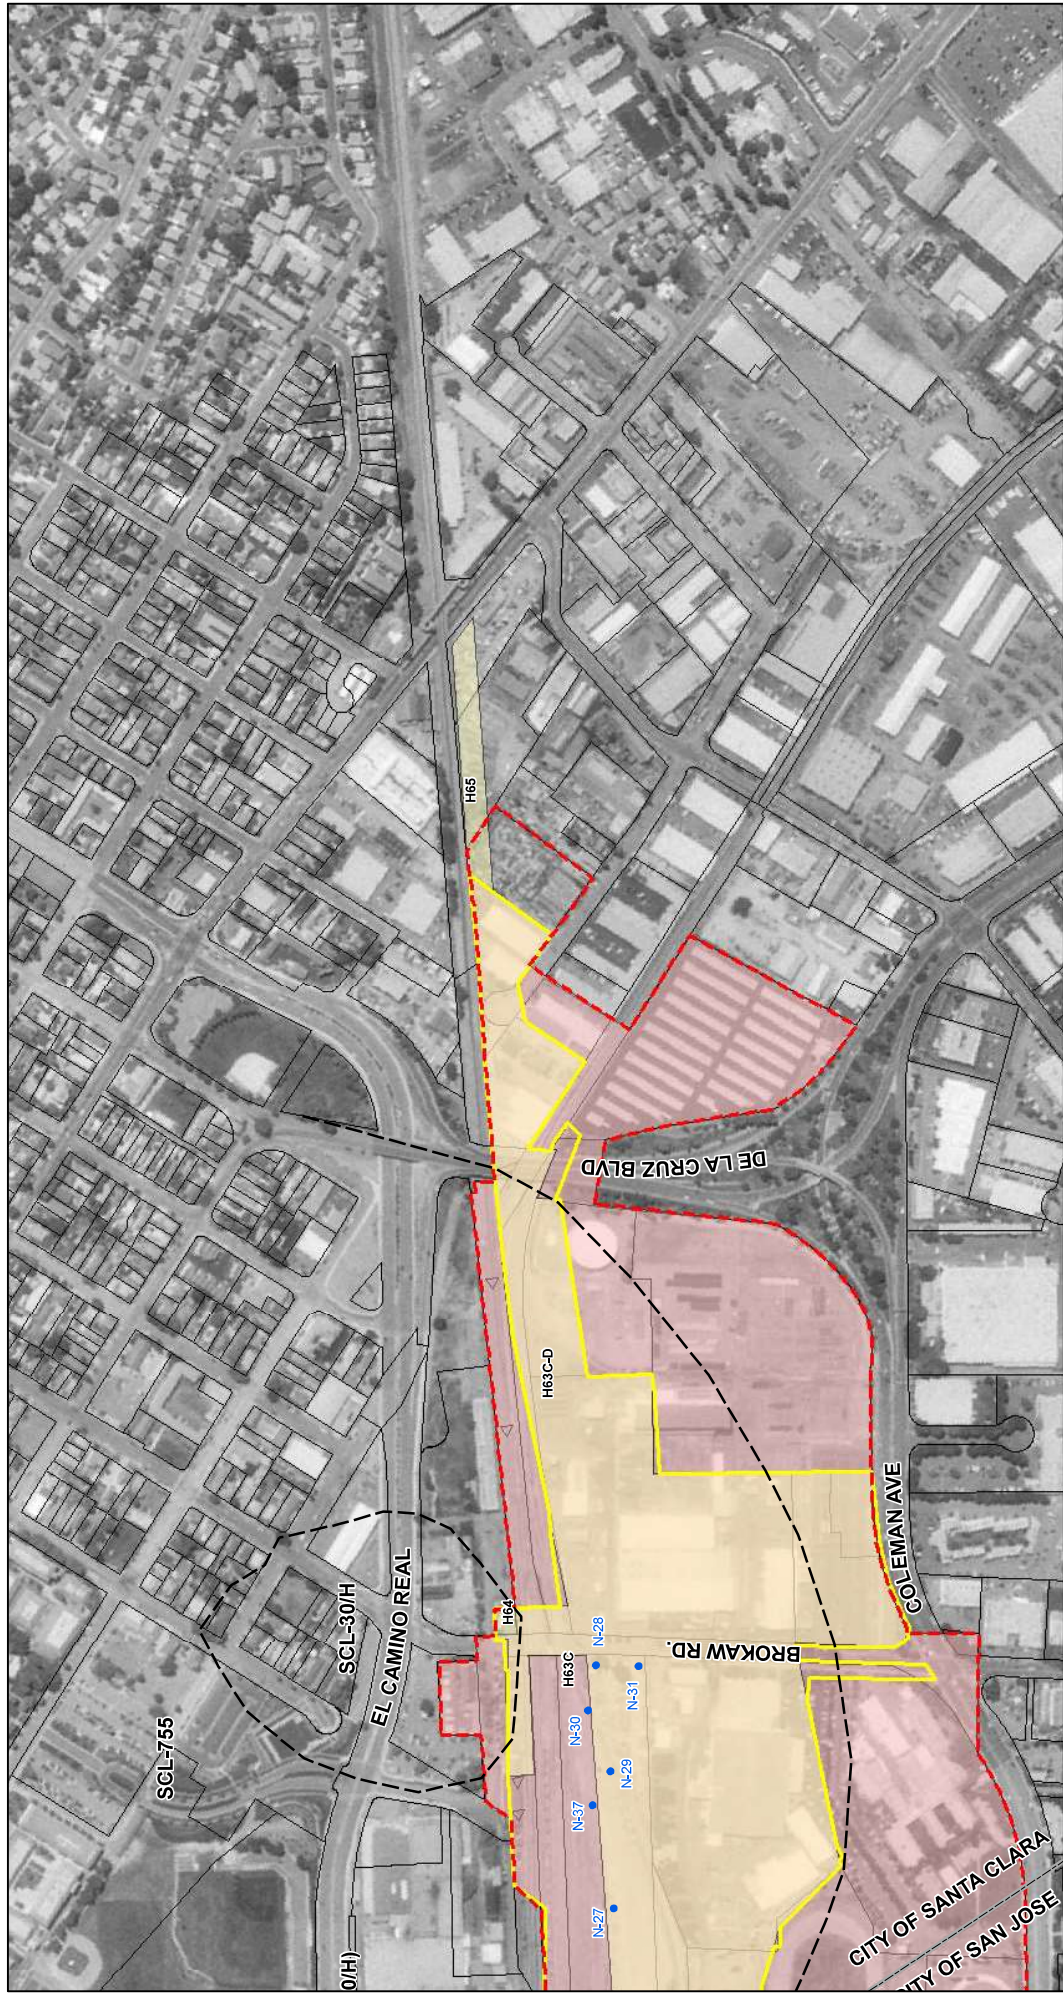 H65
DE LA CRUZ BLVD
H63C-D
COLEMAN AVE
H64
SCL-30/H
EL CAMINO REAL
BROKAW RD.
N-28
H63C
N-31
N-30
SCL-755
N-29
N-37
N-27
CITY OF SANTA CLARA
CITY OF SAN JOSE
0/H)